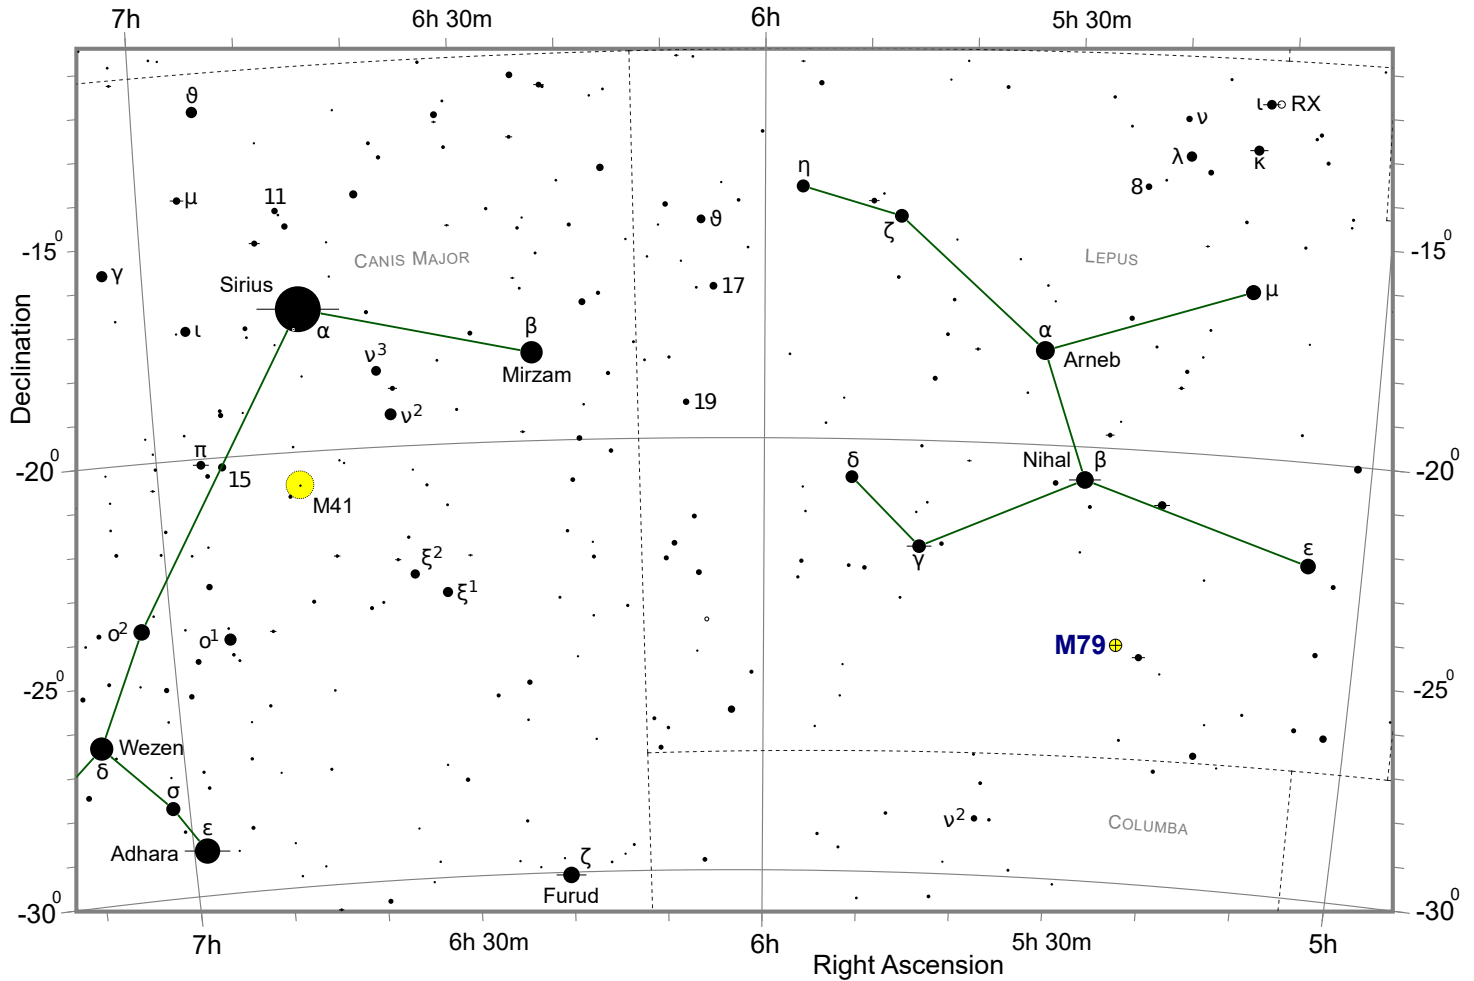 7h
6h 30m
6h
5h 30m
ϑ
ι RX
ν
λ
κ
η
8
μ
11
ϑ
ζ
-15⁰
-15⁰
CANIS MAJOR
LEPUS
γ
Sirius
17
μ
ι
α
β
α
Mirzam
Arneb
ν³
ν²
19
Declination
π
15
δ
Nihal
β
-20⁰
-20⁰
M41
ξ²
γ
ε
ξ¹
ο²
ο¹
M79
-25⁰
-25⁰
Wezen
δ
σ
ν²
COLUMBA
ε
Adhara
ζ
Furud
-30⁰
-30⁰
7h
6h 30m
6h
5h 30m
5h
Right Ascension